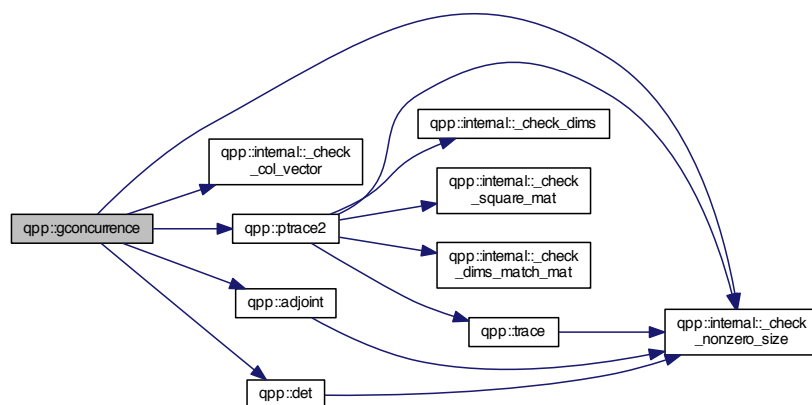 qpp::internal::_check_dims
qpp::internal::_check
_col_vector
qpp::internal::_check
_square_mat
qpp::gconcurrence
qpp::ptrace2
qpp::internal::_check
_dims_match_mat
qpp::adjoint
qpp::trace
qpp::internal::_check
_nonzero_size
qpp::det